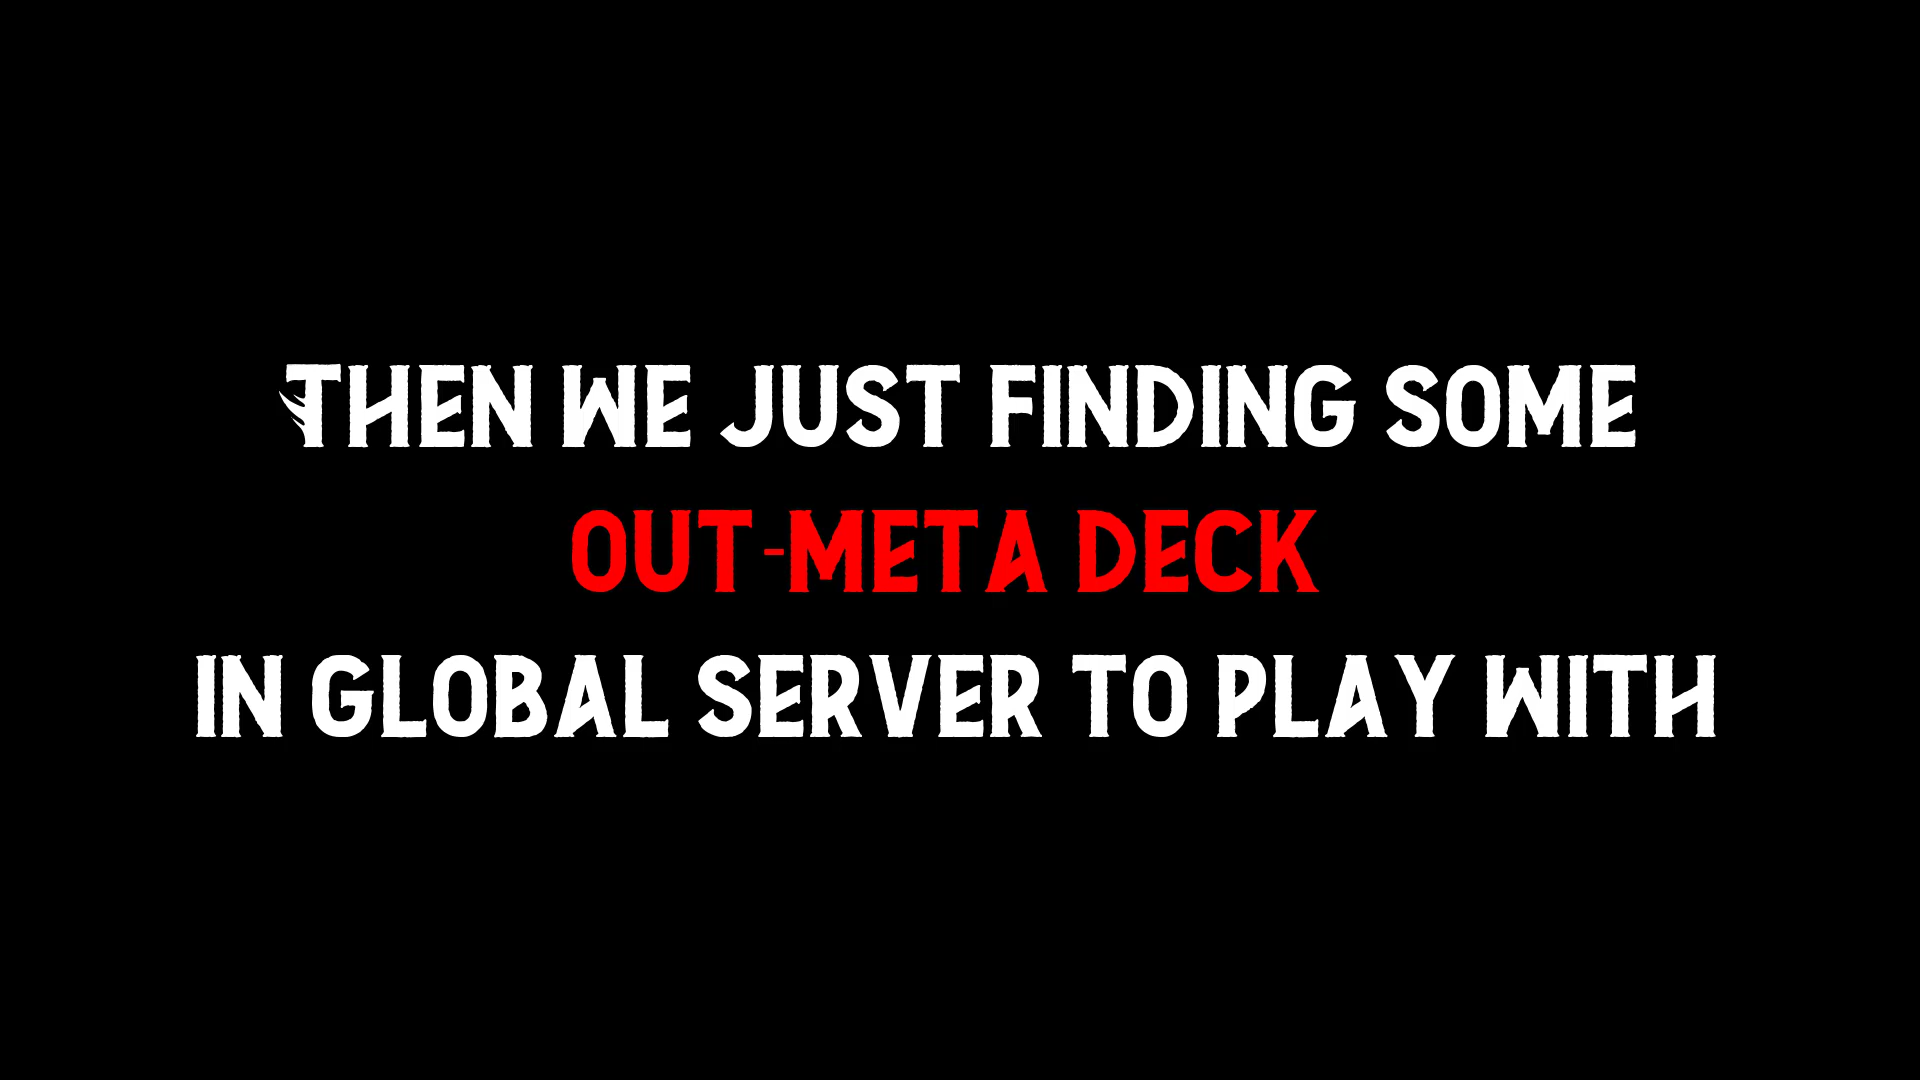 THEN WE JUST FINDING SOME
OUT-META DECK
IN GLOBAL SERVER TO PLAY WITH